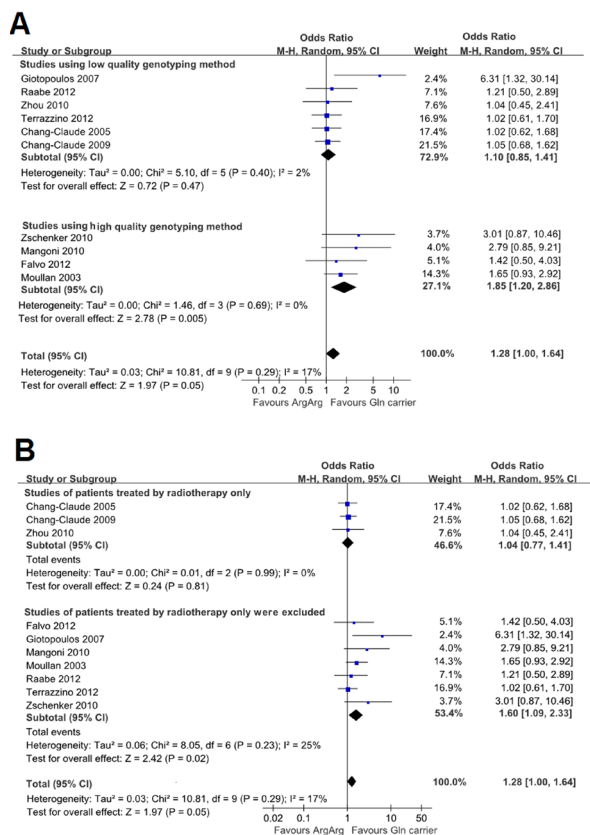 A
Odds Ratio Odds Ratio
Study or Subgroup M-H, Random, 95% CI Weight M-H, Random, 95% CI
Studies using low quality genotyping method
Giotopoulos 2007 2.4% 6.31 [1.32, 30.14]
Raabe 2012 7.1% 1.21 [0.50, 2.89]
Zhou 2010 7.6% 1.04 [0.45, 2.41]
Terrazzino 2012 16.9% 1.02 [0.61, 1.70]
Chang-Claude 2005 17.4% 1.02 [0.62, 1.68]
Chang-Claude 2009 21.5% 1.05 [0.68, 1.62]
Subtotal (95% CI) 72.9% 1.10 [0.85, 1.41]
Heterogeneity: Tau² = 0.00; Chi² = 5.10, df = 5 (P = 0.40); I² = 2%
Test for overall effect: Z = 0.72 (P = 0.47)
Studies using high quality genotyping method
Zschenker 2010 3.7% 3.01 [0.87, 10.46]
Mangoni 2010 4.0% 2.79 [0.85, 9.21]
Falvo 2012 5.1% 1.42 [0.50, 4.03]
Moullan 2003 14.3% 1.65 [0.93, 2.92]
Subtotal (95% CI) 27.1% 1.85 [1.20, 2.86]
Heterogeneity: Tau² = 0.00; Chi² = 1.46, df = 3 (P = 0.69); I² = 0%
Test for overall effect: Z = 2.78 (P = 0.005)
Total (95% CI) 100.0% 1.28 [1.00, 1.64]
Heterogeneity: Tau² = 0.03; Chi² = 10.81, df = 9 (P = 0.29); I² = 17%
Test for overall effect: Z = 1.97 (P = 0.05)
0.1 0.2 0.5 1 2 5 10
Favours ArgArg Favours Gln carrier
B
Odds Ratio Odds Ratio
Study or Subgroup M-H, Random, 95% CI Weight M-H, Random, 95% CI
Studies of patients treated by radiotherapy only
Chang-Claude 2005 17.4% 1.02 [0.62, 1.68]
Chang-Claude 2009 21.5% 1.05 [0.68, 1.62]
Zhou 2010 7.6% 1.04 [0.45, 2.41]
Subtotal (95% CI) 46.6% 1.04 [0.77, 1.41]
Total events
Heterogeneity: Tau² = 0.00; Chi² = 0.01, df = 2 (P = 0.99); I² = 0%
Test for overall effect: Z = 0.24 (P = 0.81)
Studies of patients treated by radiotherapy only were excluded
Falvo 2012 5.1% 1.42 [0.50, 4.03]
Giotopoulos 2007 2.4% 6.31 [1.32, 30.14]
Mangoni 2010 4.0% 2.79 [0.85, 9.21]
Moullan 2003 14.3% 1.65 [0.93, 2.92]
Raabe 2012 7.1% 1.21 [0.50, 2.89]
Terrazzino 2012 16.9% 1.02 [0.61, 1.70]
Zschenker 2010 3.7% 3.01 [0.87, 10.46]
Subtotal (95% CI) 53.4% 1.60 [1.09, 2.33]
Total events
Heterogeneity: Tau² = 0.06; Chi² = 8.05, df = 6 (P = 0.23); I² = 25%
Test for overall effect: Z = 2.42 (P = 0.02)
Total (95% CI) 100.0% 1.28 [1.00, 1.64]
Heterogeneity: Tau² = 0.03; Chi² = 10.81, df = 9 (P = 0.29); I² = 17%
Test for overall effect: Z = 1.97 (P = 0.05)
0.02 0.1 1 10 50
Favours ArgArg Favours Gln carrier